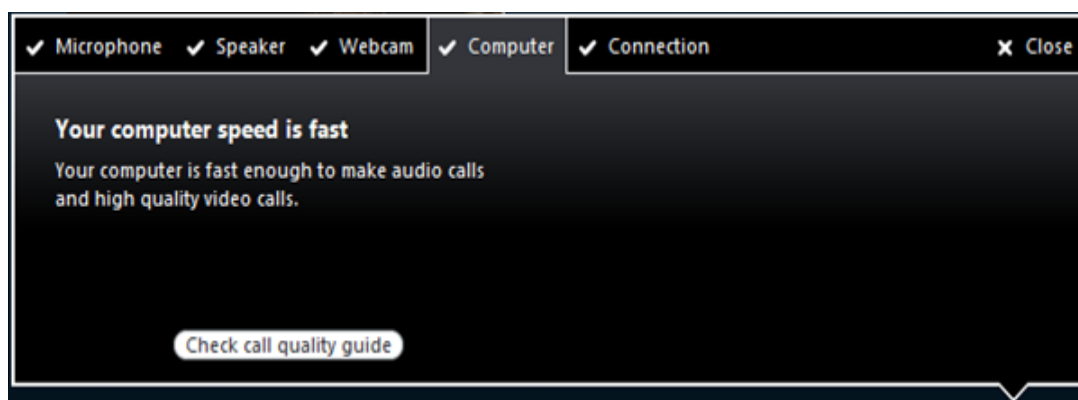 Microphone Speaker Webcam Computer Connection Close
Your computer speed is fast
Your computer is fast enough to make audio calls
and high quality video calls.
Check call quality guide